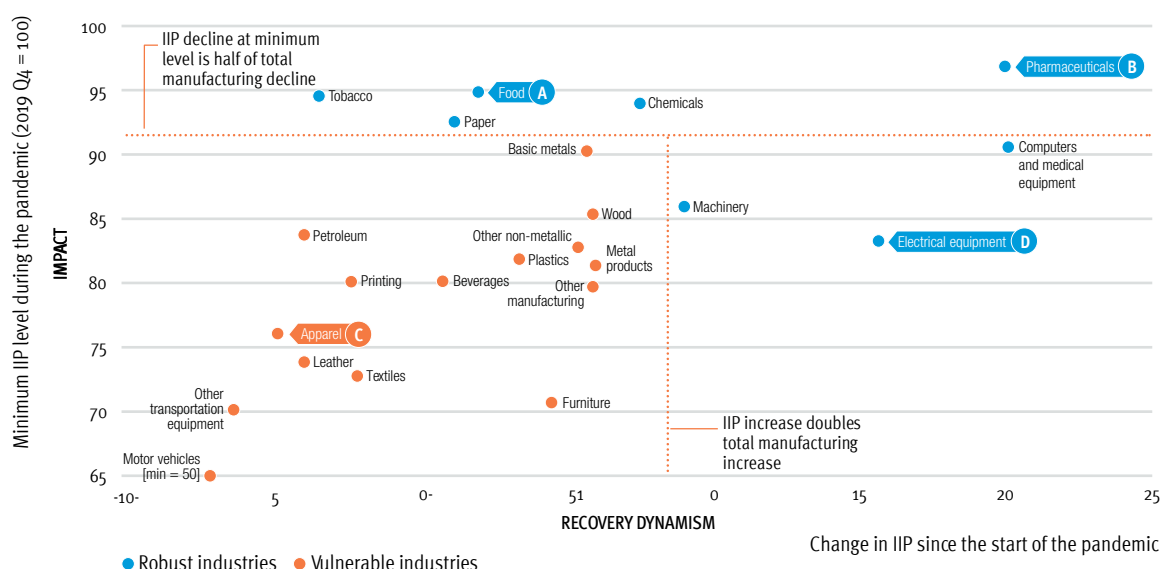 Minimum IIP level during the pandemic (2019 Q4 = 100)
IMPACT
100
95
90
85
80
75
70
65
IIP decline at minimum
level is half of total
manufacturing decline
Tobacco
Food A
Paper
Chemicals
Pharmaceuticals B
Basic metals
Computers
and medical
equipment
Wood
Machinery
Petroleum
Other non-metallic
Plastics
Metal
products
Electrical equipment D
Printing
Beverages
Other
manufacturing
Apparel C
Leather
Textiles
Other
transportation
equipment
Furniture
IIP increase doubles
total manufacturing
increase
Motor vehicles
[min = 50]
-10-
5
0-
51
0
15
20
25
RECOVERY DYNAMISM
Change in IIP since the start of the pandemic
Robust industries
Vulnerable industries